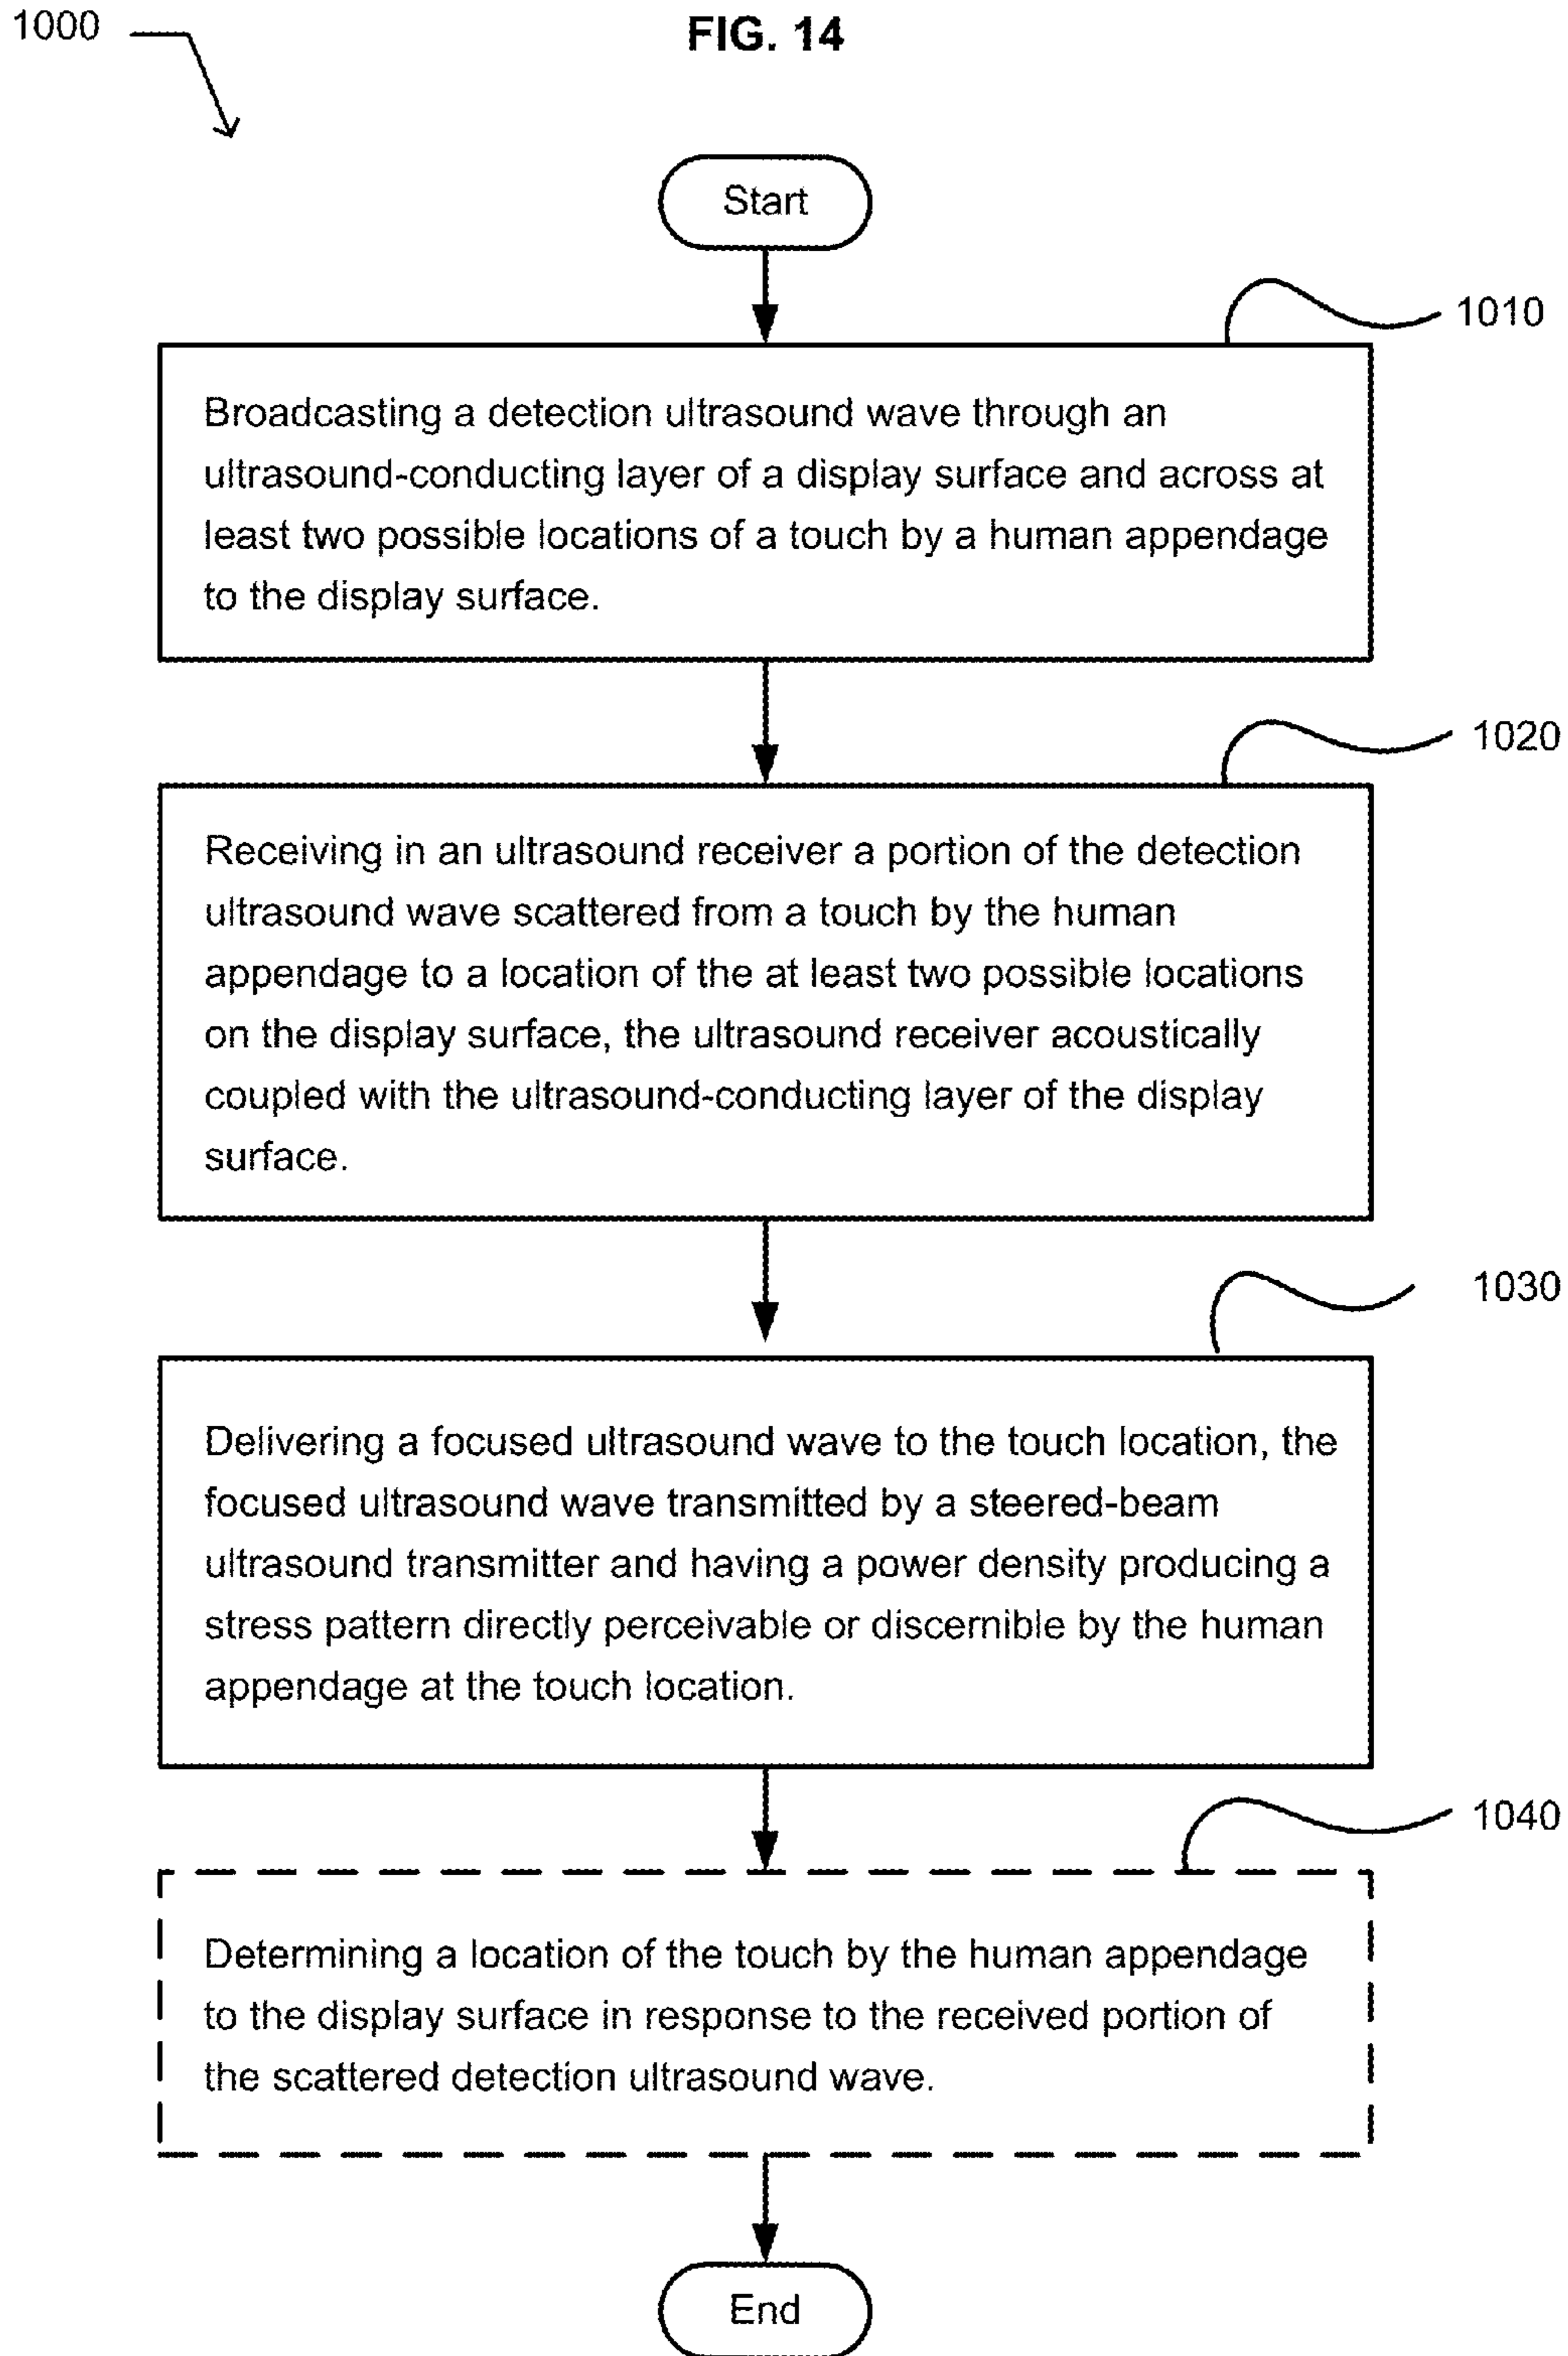 1000
FIG. 14
Start
1010
Broadcasting a detection ultrasound wave through an
ultrasound-conducting layer of a display surface and across at
least two possible locations of a touch by a human appendage
to the display surface.
1020
Receiving in an ultrasound receiver a portion of the detection
ultrasound wave scattered from a touch by the human
appendage to a location of the at least two possible locations
on the display surface, the ultrasound receiver acoustically
coupled with the ultrasound-conducting layer of the display
surface.
1030
Delivering a focused ultrasound wave to the touch location, the
focused ultrasound wave transmitted by a steered-beam
ultrasound transmitter and having a power density producing a
stress pattern directly perceivable or discernible by the human
appendage at the touch location.
1040
Determining a location of the touch by the human appendage
to the display surface in response to the received portion of
the scattered detection ultrasound wave.
End